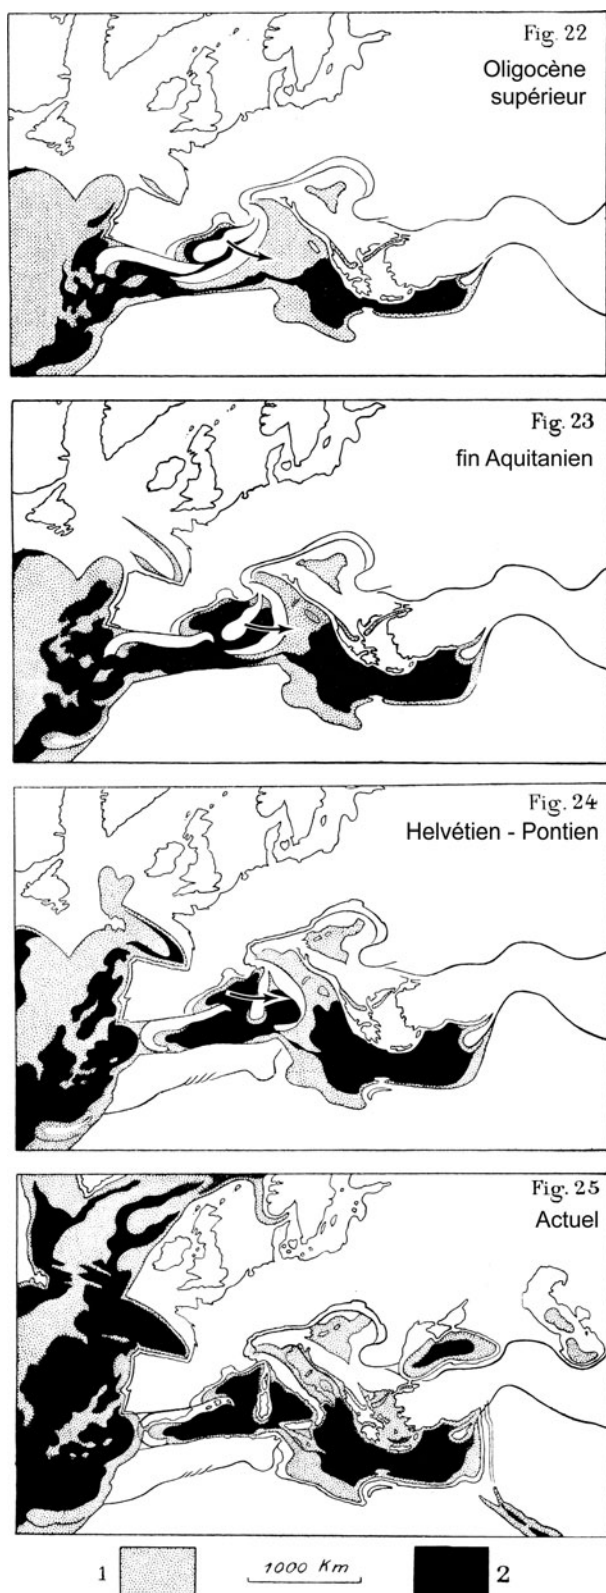 Fig. 22
Oligocène
supérieur
Fig. 23
fin Aquitanien
Fig. 24
Helvétien - Pontien
Fig. 25
Actuel
1
1000 Km
2